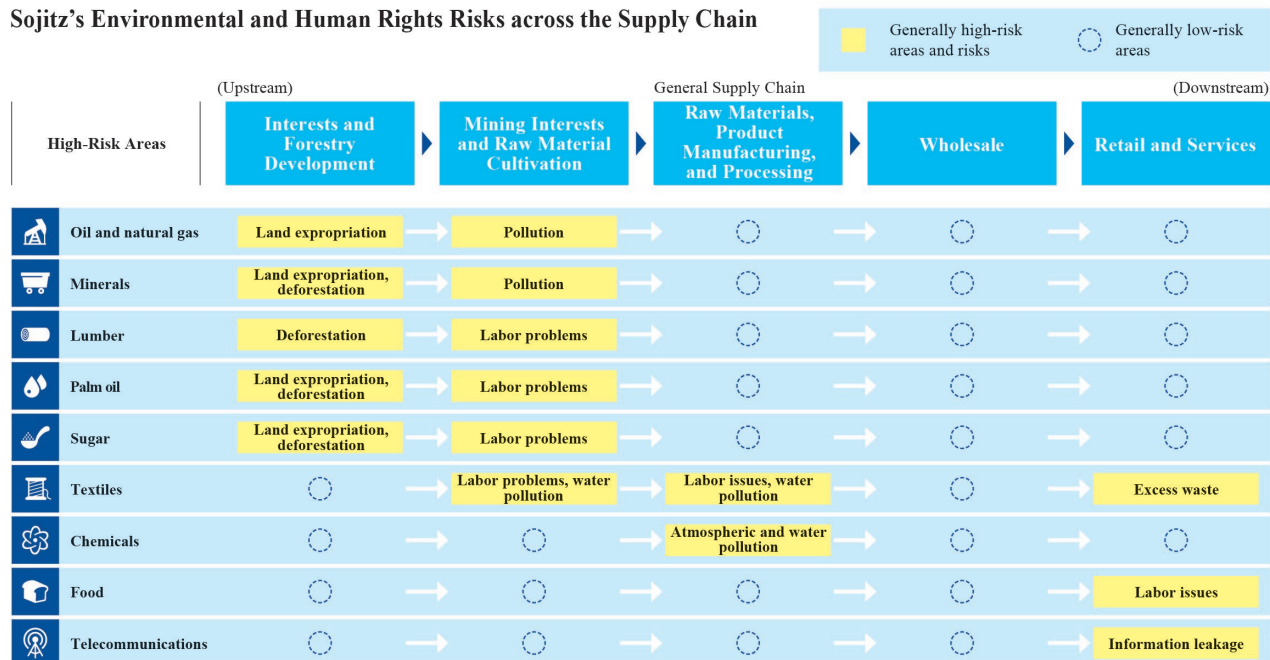 Sojitz's Environmental and Human Rights Risks across the Supply Chain
Generally high-risk
areas and risks
Generally low-risk
areas
(Upstream)
General Supply Chain
(Downstream)
High-Risk Areas
Interests and
Forestry
Development
Mining Interests
and Raw Material
Cultivation
Raw Materials,
Product
Manufacturing,
and Processing
Wholesale
Retail and Services
Oil and natural gas
Land expropriation
Pollution
Minerals
Land expropriation,
deforestation
Pollution
Lumber
Deforestation
Labor problems
Palm oil
Land expropriation,
deforestation
Labor problems
Sugar
Land expropriation,
deforestation
Labor problems
Textiles
Labor problems, water
pollution
Labor issues, water
pollution
Excess waste
Chemicals
Atmospheric and water
pollution
Food
Labor issues
Telecommunications
Information leakage